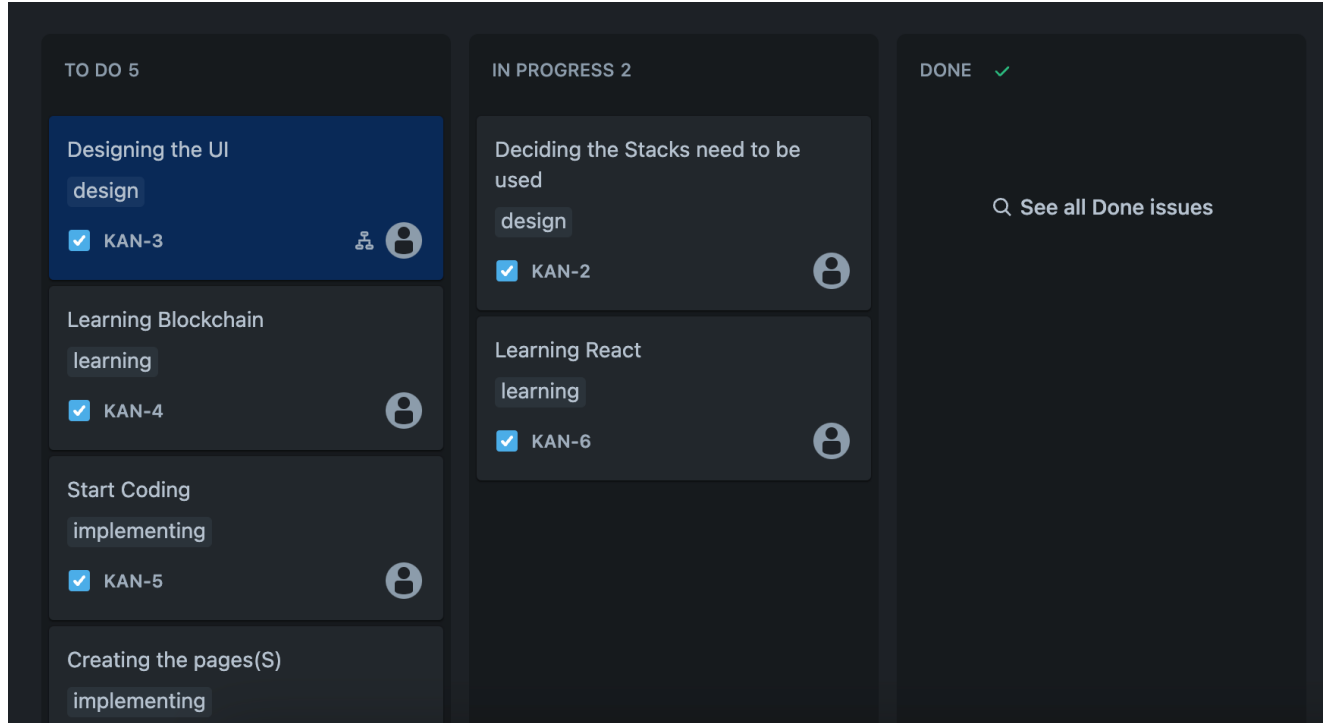 TO DO 5
Designing the UI
design
KAN-3
Learning Blockchain
learning
KAN-4
Start Coding
implementing
KAN-5
Creating the pages(S)
implementing
IN PROGRESS 2
Deciding the Stacks need to be
used
design
KAN-2
Learning React
learning
KAN-6
DONE
See all Done issues